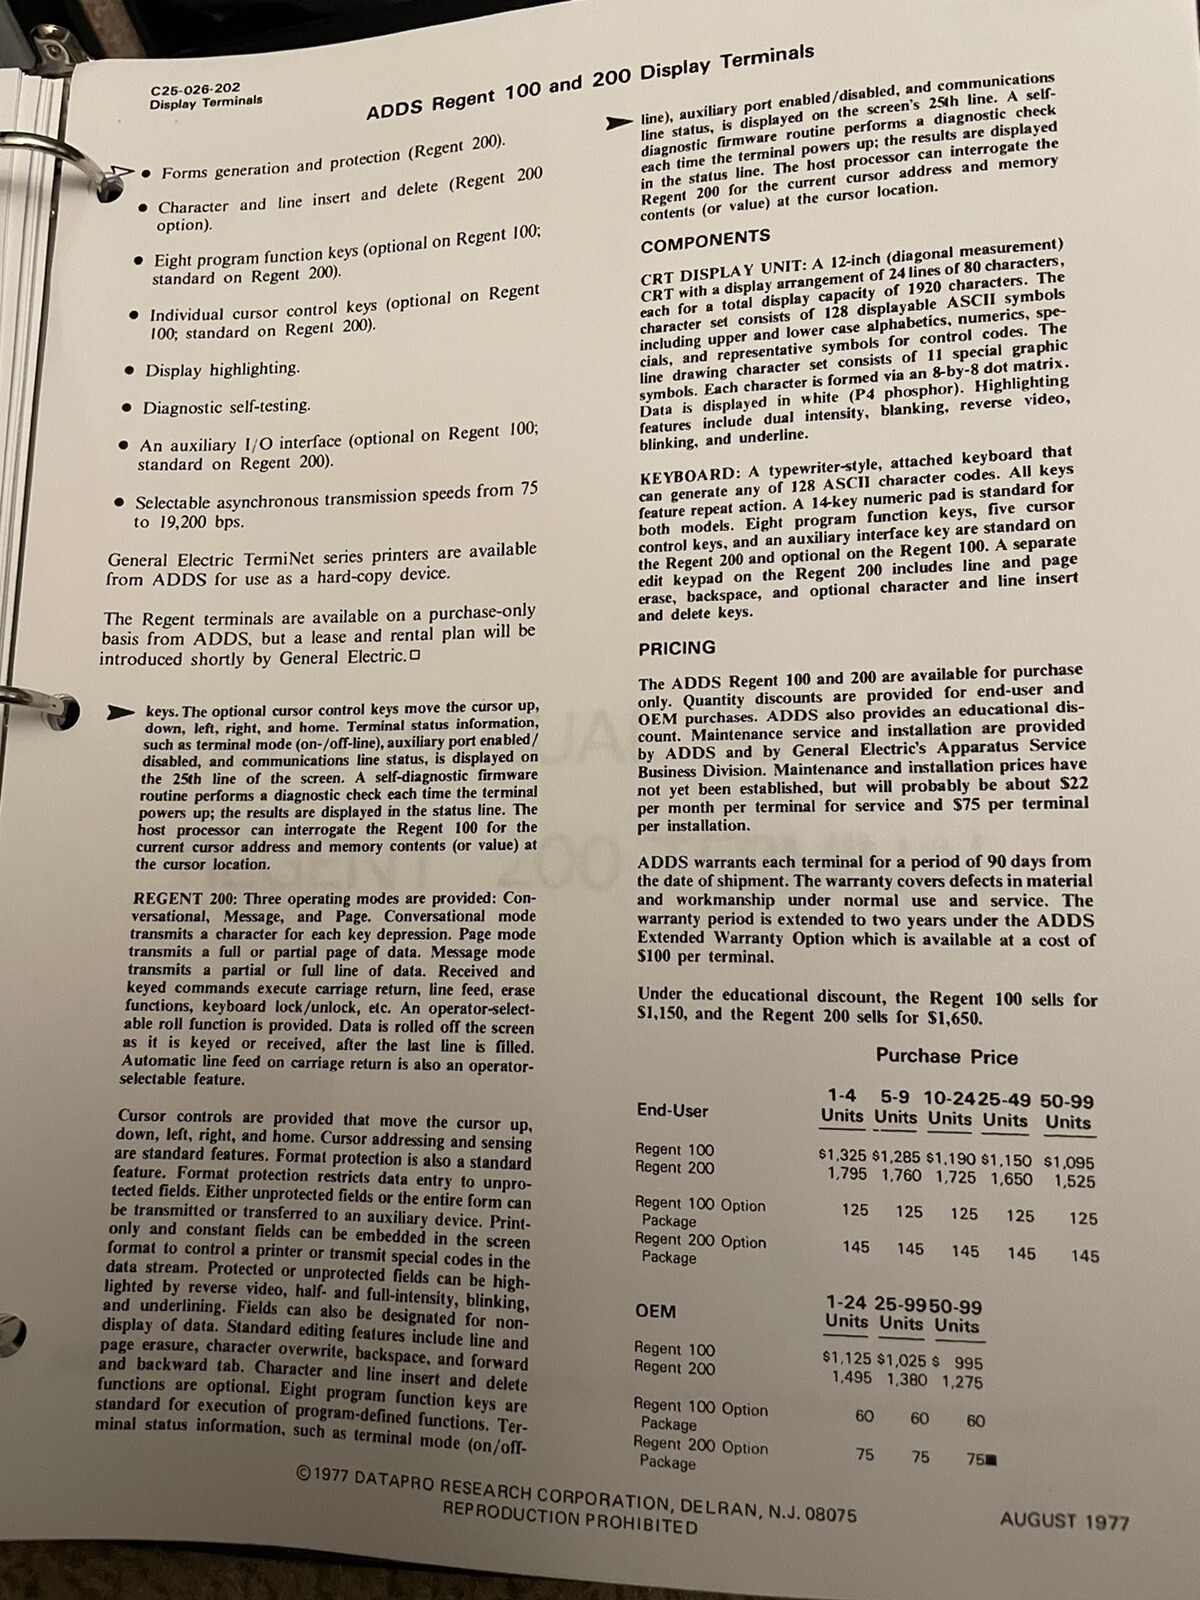 C25-026-202
Display Terminals
ADDS Regent 100 and 200 Display Terminals
• Forms generation and protection (Regent 200).
• Character and line insert and delete (Regent 200
option).
• Eight program function keys (optional on Regent 100;
standard on Regent 200).
• Individual cursor control keys (optional on Regent
100; standard on Regent 200).
• Display highlighting.
• Diagnostic self-testing.
• An auxiliary I/O interface (optional on Regent 100;
standard on Regent 200).
• Selectable asynchronous transmission speeds from 75
to 19,200 bps.
General Electric TermiNet series printers are available
from ADDS for use as a hard-copy device.
The Regent terminals are available on a purchase-only
basis from ADDS, but a lease and rental plan will be
introduced shortly by General Electric.□
keys. The optional cursor control keys move the cursor up,
down, left, right, and home. Terminal status information,
such as terminal mode (on-/off-line), auxiliary port enabled/
disabled, and communications line status, is displayed on
the 25th line of the screen. A self-diagnostic firmware
routine performs a diagnostic check each time the terminal
powers up; the results are displayed in the status line. The
host processor can interrogate the Regent 100 for the
current cursor address and memory contents (or value) at
the cursor location.
REGENT 200: Three operating modes are provided: Con-
versational, Message, and Page. Conversational mode
transmits a character for each key depression. Page mode
transmits a full or partial page of data. Message mode
transmits a partial or full line of data. Received and
keyed commands execute carriage return, line feed, erase
functions, keyboard lock/unlock, etc. An operator-select-
able roll function is provided. Data is rolled off the screen
as it is keyed or received, after the last line is filled.
Automatic line feed on carriage return is also an operator-
selectable feature.
Cursor controls are provided that move the cursor up,
down, left, right, and home. Cursor addressing and sensing
are standard features. Format protection is also a standard
feature. Format protection restricts data entry to unpro-
tected fields. Either unprotected fields or the entire form can
be transmitted or transferred to an auxiliary device. Print-
only and constant fields can be embedded in the screen
format to control a printer or transmit special codes in the
data stream. Protected or unprotected fields can be high-
lighted by reverse video, half- and full-intensity, blinking,
and underlining. Fields can also be designated for non-
display of data. Standard editing features include line and
page erasure, character overwrite, backspace, and forward
and backward tab. Character and line insert and delete
functions are optional. Eight program function keys are
standard for execution of program-defined functions. Ter-
minal status information, such as terminal mode (on/off-
line), auxiliary port enabled/disabled, and communications
line status, is displayed on the screen's 25th line. A self-
diagnostic firmware routine performs a diagnostic check
each time the terminal powers up; the results are displayed
in the status line. The host processor can interrogate the
Regent 200 for the current cursor address and memory
contents (or value) at the cursor location.
COMPONENTS
CRT DISPLAY UNIT: A 12-inch (diagonal measurement)
CRT with a display arrangement of 24 lines of 80 characters,
each for a total display capacity of 1920 characters. The
character set consists of 128 displayable ASCII symbols
including upper and lower case alphabetics, numerics, spe-
cials, and representative symbols for control codes. The
line drawing character set consists of 11 special graphic
symbols. Each character is formed via an 8-by-8 dot matrix.
Data is displayed in white (P4 phosphor). Highlighting
features include dual intensity, blanking, reverse video,
blinking, and underline.
KEYBOARD: A typewriter-style, attached keyboard that
can generate any of 128 ASCII character codes. All keys
feature repeat action. A 14-key numeric pad is standard for
both models. Eight program function keys, five cursor
control keys, and an auxiliary interface key are standard on
the Regent 200 and optional on the Regent 100. A separate
edit keypad on the Regent 200 includes line and page
erase, backspace, and optional character and line insert
and delete keys.
PRICING
The ADDS Regent 100 and 200 are available for purchase
only. Quantity discounts are provided for end-user and
OEM purchases. ADDS also provides an educational dis-
count. Maintenance service and installation are provided
by ADDS and by General Electric's Apparatus Service
Business Division. Maintenance and installation prices have
not yet been established, but will probably be about $22
per month per terminal for service and $75 per terminal
per installation.
ADDS warrants each terminal for a period of 90 days from
the date of shipment. The warranty covers defects in material
and workmanship under normal use and service. The
warranty period is extended to two years under the ADDS
Extended Warranty Option which is available at a cost of
$100 per terminal.
Under the educational discount, the Regent 100 sells for
$1,150, and the Regent 200 sells for $1,650.
Purchase Price
1-4 5-9 10-24 25-49 50-99
End-User Units Units Units Units Units
Regent 100 $1,325 $1,285 $1,190 $1,150 $1,095
Regent 200 1,795 1,760 1,725 1,650 1,525
Regent 100 Option 125 125 125 125 125
Package
Regent 200 Option 145 145 145 145 145
Package
1-24 25-99 50-99
OEM Units Units Units
Regent 100 $1,125 $1,025 $ 995
Regent 200 1,495 1,380 1,275
Regent 100 Option 60 60 60
Package
Regent 200 Option 75 75 75■
Package
©1977 DATAPRO RESEARCH CORPORATION, DELRAN, N.J. 08075
REPRODUCTION PROHIBITED
AUGUST 1977